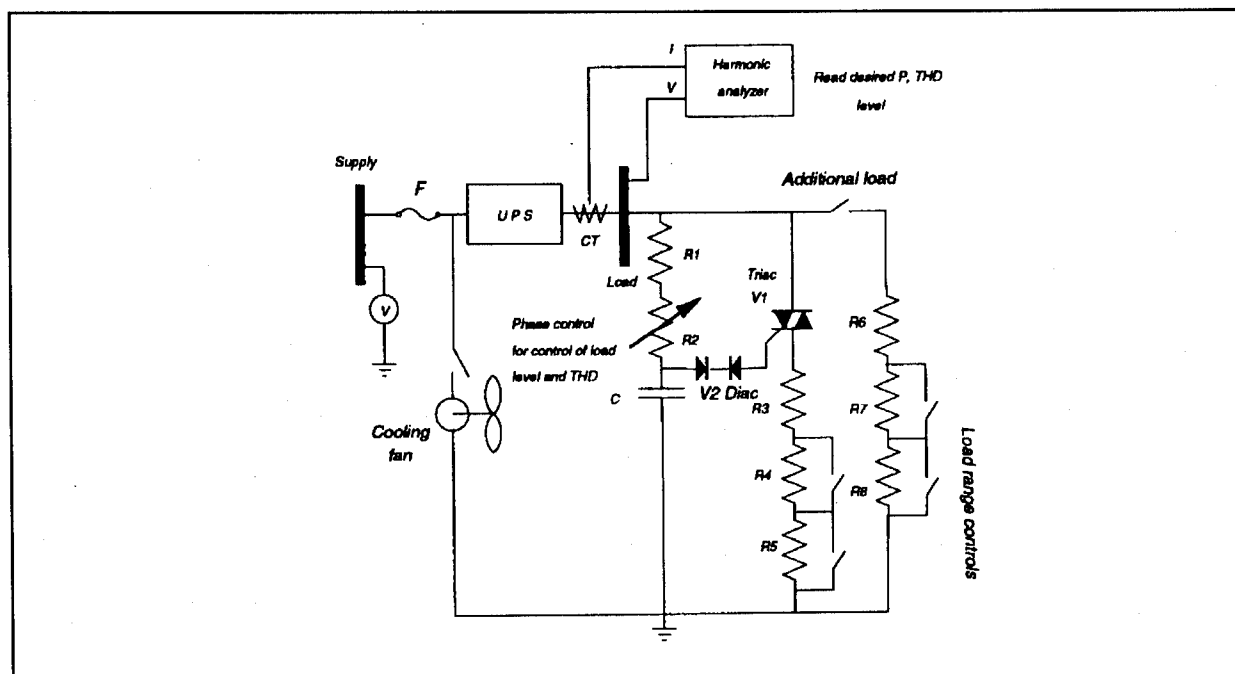 I
Harmonic
analyzer
V
Read desired P, THD
level
Supply
F
UPS
CT
Load
Additional load
R1
Triac
V1
R2
Phase control
for control of load
level and THD
V
V2 Diac
C
R3
R4
R5
R6
R7
R8
Cooling
fan
Load range controls